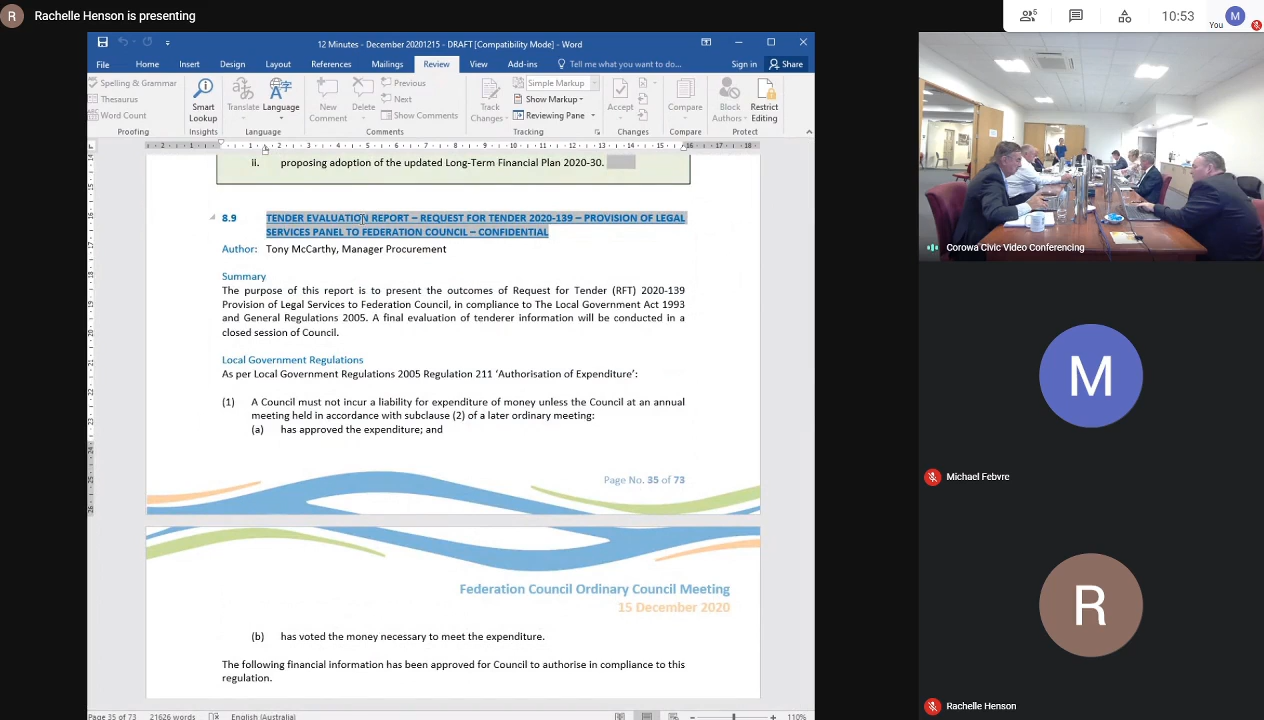 R
Rachelle Henson is presenting
5
10:53
You
M
12 Minutes - December 20201215 - DRAFT [Compatibility Mode] - Word
File
Home
Insert
Design
Layout
References
Mailings
Review
View
Add-ins
Tell me what you want to do...
Sign in
Share
Spelling & Grammar
Thesaurus
Word Count
Proofing
Smart
Lookup
Insights
Translate
Language
Language
New
Comment
Delete
Previous
Next
Show Comments
Comments
Track
Changes
Simple Markup
Show Markup
Reviewing Pane
Tracking
Accept
Changes
Compare
Compare
Block
Authors
Restrict
Editing
Protect
ii. proposing adoption of the updated Long-Term Financial Plan 2020-30.
8.9 TENDER EVALUATION REPORT – REQUEST FOR TENDER 2020-139 – PROVISION OF LEGAL
SERVICES PANEL TO FEDERATION COUNCIL – CONFIDENTIAL
Author: Tony McCarthy, Manager Procurement
Summary
The purpose of this report is to present the outcomes of Request for Tender (RFT) 2020-139
Provision of Legal Services to Federation Council, in compliance to The Local Government Act 1993
and General Regulations 2005. A final evaluation of tenderer information will be conducted in a
closed session of Council.
Local Government Regulations
As per Local Government Regulations 2005 Regulation 211 ‘Authorisation of Expenditure’:
(1) A Council must not incur a liability for expenditure of money unless the Council at an annual
meeting held in accordance with subclause (2) of a later ordinary meeting:
(a) has approved the expenditure; and
Page No. 35 of 73
Federation Council Ordinary Council Meeting
15 December 2020
(b) has voted the money necessary to meet the expenditure.
The following financial information has been approved for Council to authorise in compliance to this
regulation.
Page 35 of 73
21626 words
English (Australia)
110%
Corowa Civic Video Conferencing
M
Michael Febvre
R
Rachelle Henson